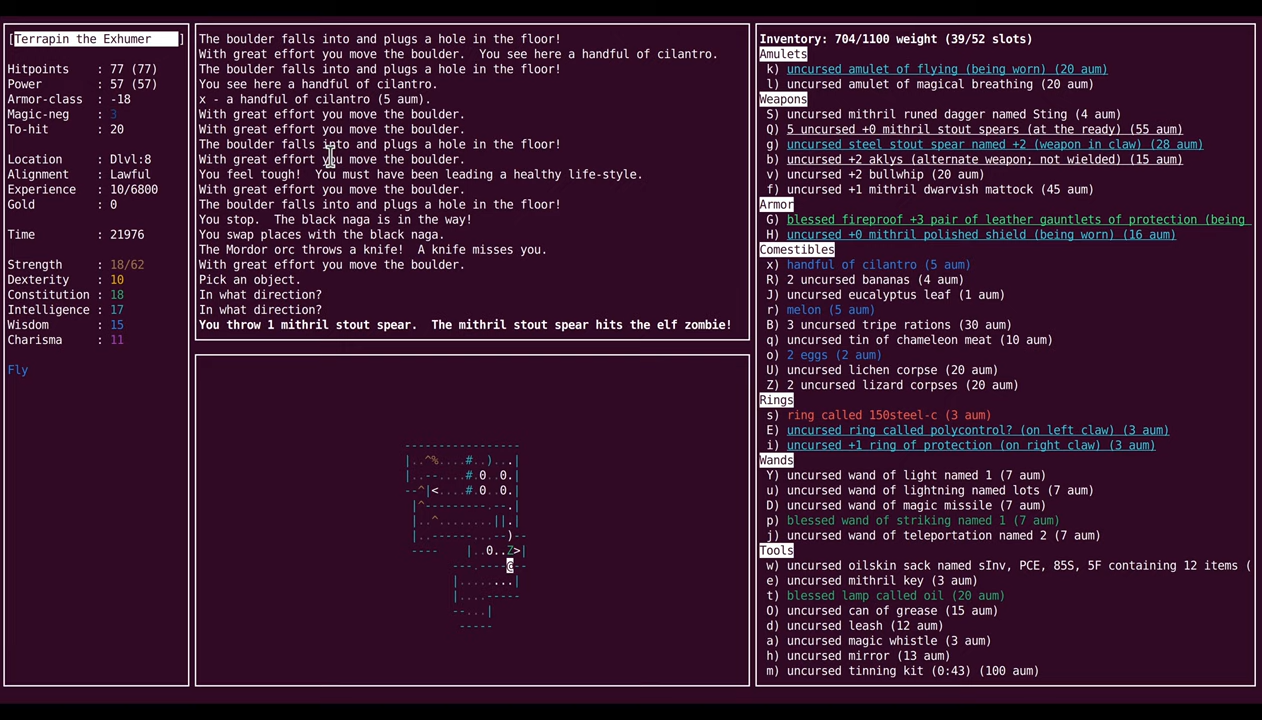 [Terrapin the Exhumer ]
Hitpoints : 77 (77)
Power : 57 (57)
Armor-class : -18
Magic-neg : 3
To-hit : 20
Location : Dlvl:8
Alignment : Lawful
Experience : 10/6800
Gold : 0
Time : 21976
Strength : 18/62
Dexterity : 10
Constitution : 18
Intelligence : 17
Wisdom : 15
Charisma : 11
Fly
The boulder falls into and plugs a hole in the floor!
With great effort you move the boulder. You see here a handful of cilantro.
The boulder falls into and plugs a hole in the floor!
You see here a handful of cilantro.
x - a handful of cilantro (5 aum).
With great effort you move the boulder.
With great effort you move the boulder.
The boulder falls into and plugs a hole in the floor!
With great effort you move the boulder.
You feel tough! You must have been leading a healthy life-style.
With great effort you move the boulder.
The boulder falls into and plugs a hole in the floor!
You stop. The black naga is in the way!
You swap places with the black naga.
The Mordor orc throws a knife! A knife misses you.
With great effort you move the boulder.
Pick an object.
In what direction?
In what direction?
You throw 1 mithril stout spear. The mithril stout spear hits the elf zombie!
----------------
|..^%....#..)...|
|..--....#.0..0.|
--^|<....#.0..0.|
|^---------.--.|
|..^........||.|
|..------...--)--
---- |..0..Z>|
---.----@--
|.......|
|....-----
--...|
-----
Inventory: 704/1100 weight (39/52 slots)
Amulets
k) uncursed amulet of flying (being worn) (20 aum)
l) uncursed amulet of magical breathing (20 aum)
Weapons
S) uncursed mithril runed dagger named Sting (4 aum)
Q) 5 uncursed +0 mithril stout spears (at the ready) (55 aum)
g) uncursed steel stout spear named +2 (weapon in claw) (28 aum)
b) uncursed +2 aklys (alternate weapon; not wielded) (15 aum)
v) uncursed +2 bullwhip (20 aum)
f) uncursed +1 mithril dwarvish mattock (45 aum)
Armor
G) blessed fireproof +3 pair of leather gauntlets of protection (being
H) uncursed +0 mithril polished shield (being worn) (16 aum)
Comestibles
x) handful of cilantro (5 aum)
R) 2 uncursed bananas (4 aum)
J) uncursed eucalyptus leaf (1 aum)
r) melon (5 aum)
B) 3 uncursed tripe rations (30 aum)
q) uncursed tin of chameleon meat (10 aum)
o) 2 eggs (2 aum)
U) uncursed lichen corpse (20 aum)
Z) 2 uncursed lizard corpses (20 aum)
Rings
s) ring called 150steel-c (3 aum)
E) uncursed ring called polycontrol? (on left claw) (3 aum)
i) uncursed +1 ring of protection (on right claw) (3 aum)
Wands
Y) uncursed wand of light named 1 (7 aum)
u) uncursed wand of lightning named lots (7 aum)
D) uncursed wand of magic missile (7 aum)
p) blessed wand of striking named 1 (7 aum)
j) uncursed wand of teleportation named 2 (7 aum)
Tools
w) uncursed oilskin sack named sInv, PCE, 85S, 5F containing 12 items (
e) uncursed mithril key (3 aum)
t) blessed lamp called oil (20 aum)
O) uncursed can of grease (15 aum)
d) uncursed leash (12 aum)
a) uncursed magic whistle (3 aum)
h) uncursed mirror (13 aum)
m) uncursed tinning kit (0:43) (100 aum)